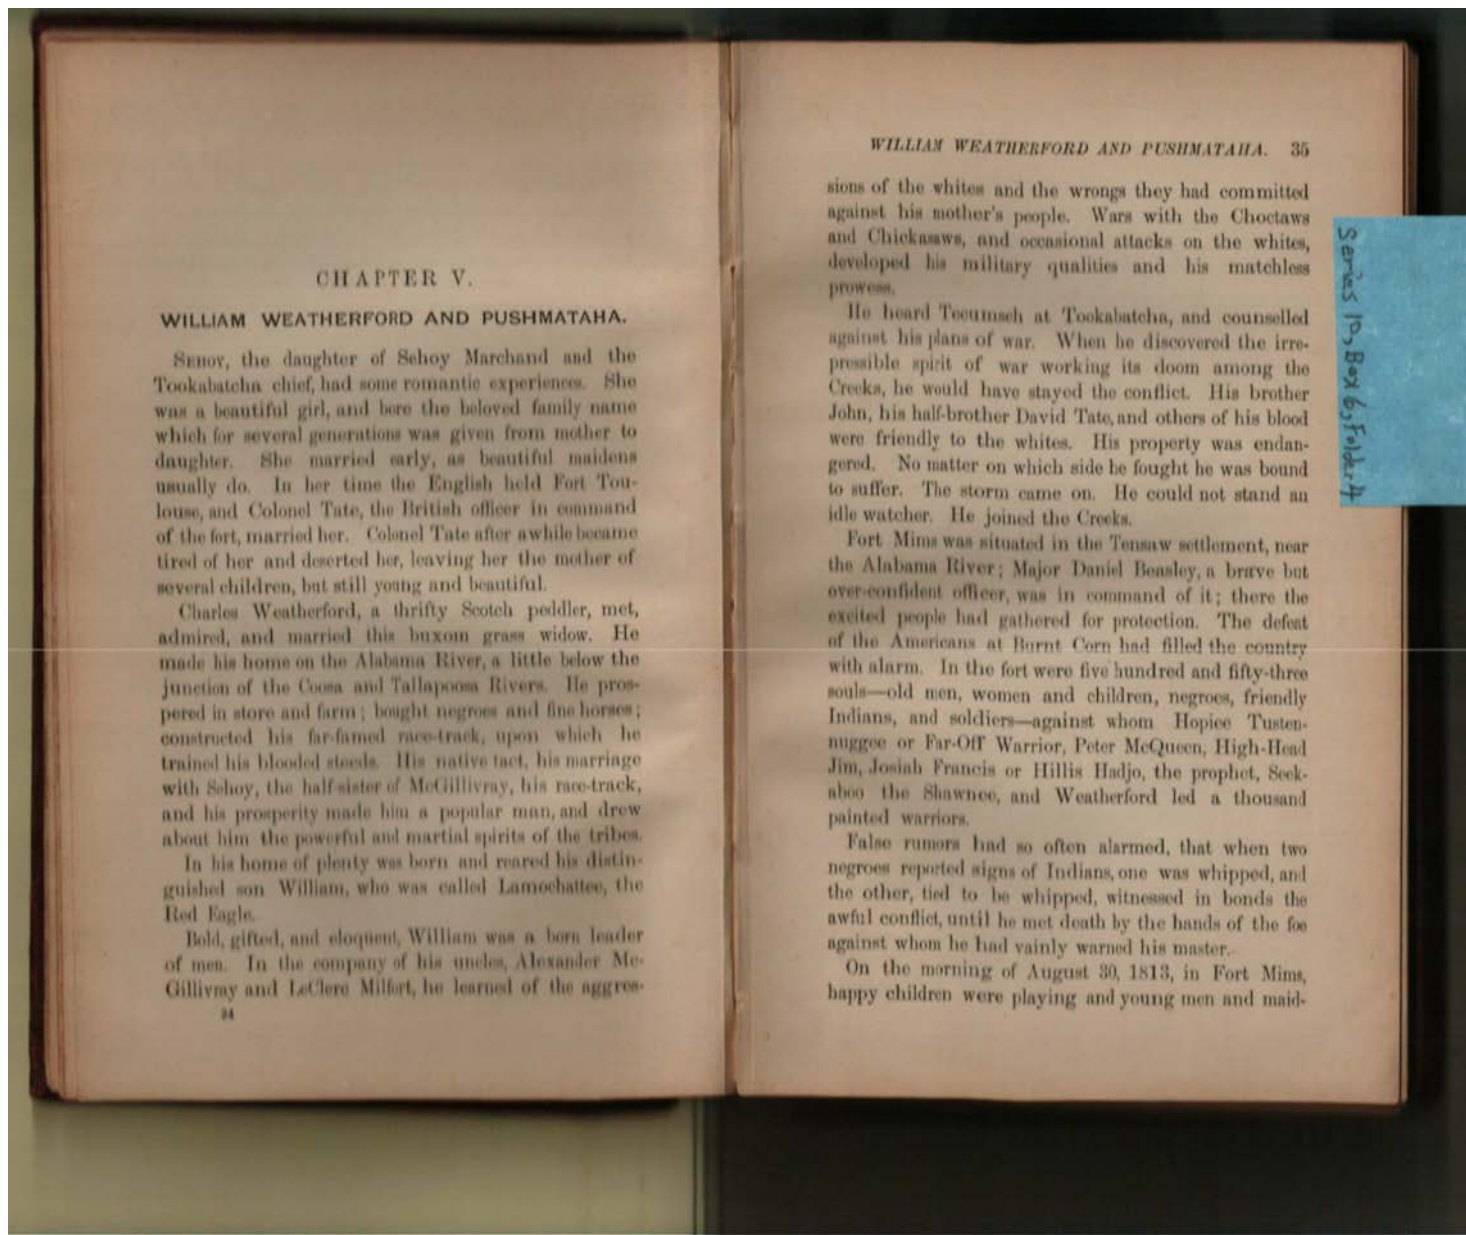 CHAPTER V.
WILLIAM WEATHERFORD AND PUSHMATAHA.
SEHOY, the daughter of Sehoy Marchand and the
Tookabatcha chief, had some romantic experiences. She
was a beautiful girl, and bore the beloved family name
which for several generations was given from mother to
daughter. She married early, as beautiful maidens
usually do. In her time the English held Fort Tou-
louse, and Colonel Tate, the British officer in command
of the fort, married her. Colonel Tate after awhile became
tired of her and deserted her, leaving her the mother of
several children, but still young and beautiful.
Charles Weatherford, a thrifty Scotch peddler, met,
admired, and married this buxom grass widow. He
made his home on the Alabama River, a little below the
junction of the Coosa and Tallapoosa Rivers. He pros-
pered in store and farm; bought negroes and fine horses;
constructed his far-famed race-track, upon which he
trained his blooded steeds. His native tact, his marriage
with Sehoy, the half-sister of McGillivray, his race-track,
and his prosperity made him a popular man, and drew
about him the powerful and martial spirits of the tribes.
In his home of plenty was born and reared his distin-
guished son William, who was called Lamochattee, the
Red Eagle.
Bold, gifted, and eloquent, William was a born leader
of men. In the company of his uncles, Alexander Mc-
Gillivray and LeClerc Milfort, he learned of the aggres-
34
WILLIAM WEATHERFORD AND PUSHMATAHA. 35
sions of the whites and the wrongs they had committed
against his mother's people. Wars with the Choctaws
and Chickasaws, and occasional attacks on the whites,
developed his military qualities and his matchless
prowess.
He heard Tecumseh at Tookabatcha, and counselled
against his plans of war. When he discovered the irre-
pressible spirit of war working its doom among the
Creeks, he would have stayed the conflict. His brother
John, his half-brother David Tate, and others of his blood
were friendly to the whites. His property was endan-
gered. No matter on which side he fought he was bound
to suffer. The storm came on. He could not stand an
idle watcher. He joined the Creeks.
Fort Mims was situated in the Tensaw settlement, near
the Alabama River; Major Daniel Beasley, a brave but
over-confident officer, was in command of it; there the
excited people had gathered for protection. The defeat
of the Americans at Burnt Corn had filled the country
with alarm. In the fort were five hundred and fifty-three
souls—old men, women and children, negroes, friendly
Indians, and soldiers—against whom Hopiee Tusten-
nuggee or Far-Off Warrior, Peter McQueen, High-Head
Jim, Josiah Francis or Hillis Hadjo, the prophet, Seek-
aboo the Shawnee, and Weatherford led a thousand
painted warriors.
False rumors had so often alarmed, that when two
negroes reported signs of Indians, one was whipped, and
the other, tied to be whipped, witnessed in bonds the
awful conflict, until he met death by the hands of the foe
against whom he had vainly warned his master.
On the morning of August 30, 1813, in Fort Mims,
happy children were playing and young men and maid-
Series 10, Box 6, Folder 4